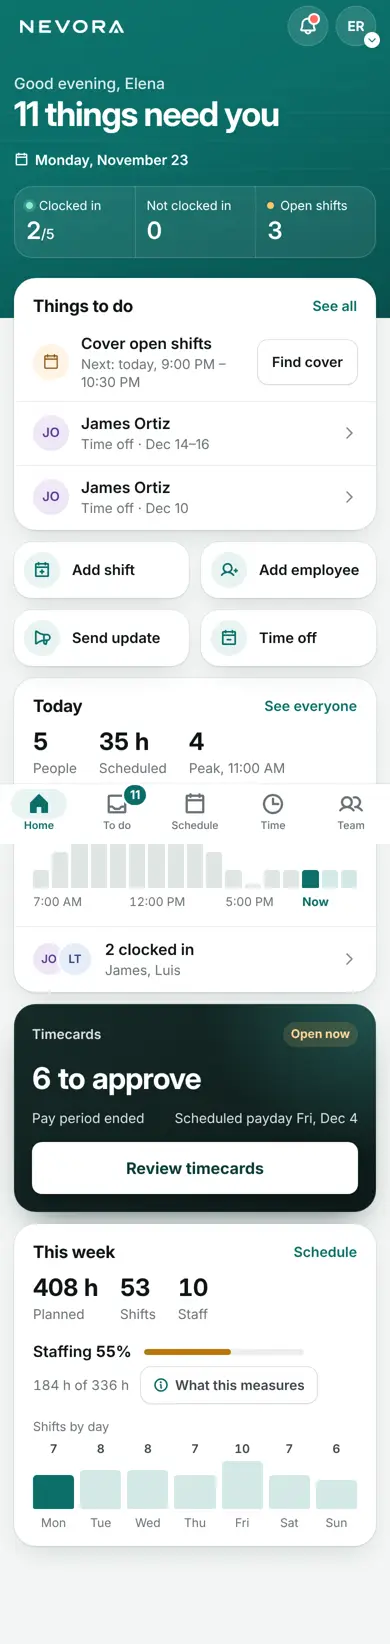 NEVORA
ER
Good evening, Elena
11 things need you
Monday, November 23
Clocked in
Not clocked in
Open shifts
2/5
0
3
Things to do
See all
Cover open shifts
Next: today, 9:00 PM –
10:30 PM
Find cover
JO
James Ortiz
Time off · Dec 14–16
JO
James Ortiz
Time off · Dec 10
Add shift
Add employee
Send update
Time off
Today
See everyone
5
35 h
4
People
Scheduled
Peak, 11:00 AM
11
Home
To do
Schedule
Time
Team
7:00 AM
12:00 PM
5:00 PM
Now
JO
LT
2 clocked in
James, Luis
Timecards
Open now
6 to approve
Pay period ended
Scheduled payday Fri, Dec 4
Review timecards
This week
Schedule
408 h
53
10
Planned
Shifts
Staff
Staffing 55%
184 h of 336 h
What this measures
Shifts by day
7
8
8
7
10
7
6
Mon
Tue
Wed
Thu
Fri
Sat
Sun